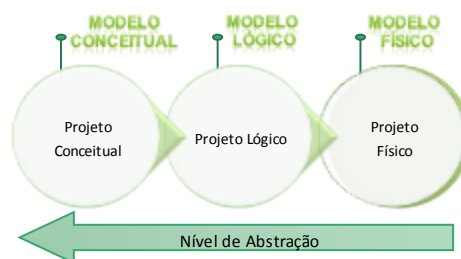 MODELO
CONCEITUAL
MODELO
LÓGICO
MODELO
FÍSICO
Projeto
Conceitual
Projeto Lógico
Projeto
Físico
Nível de Abstração